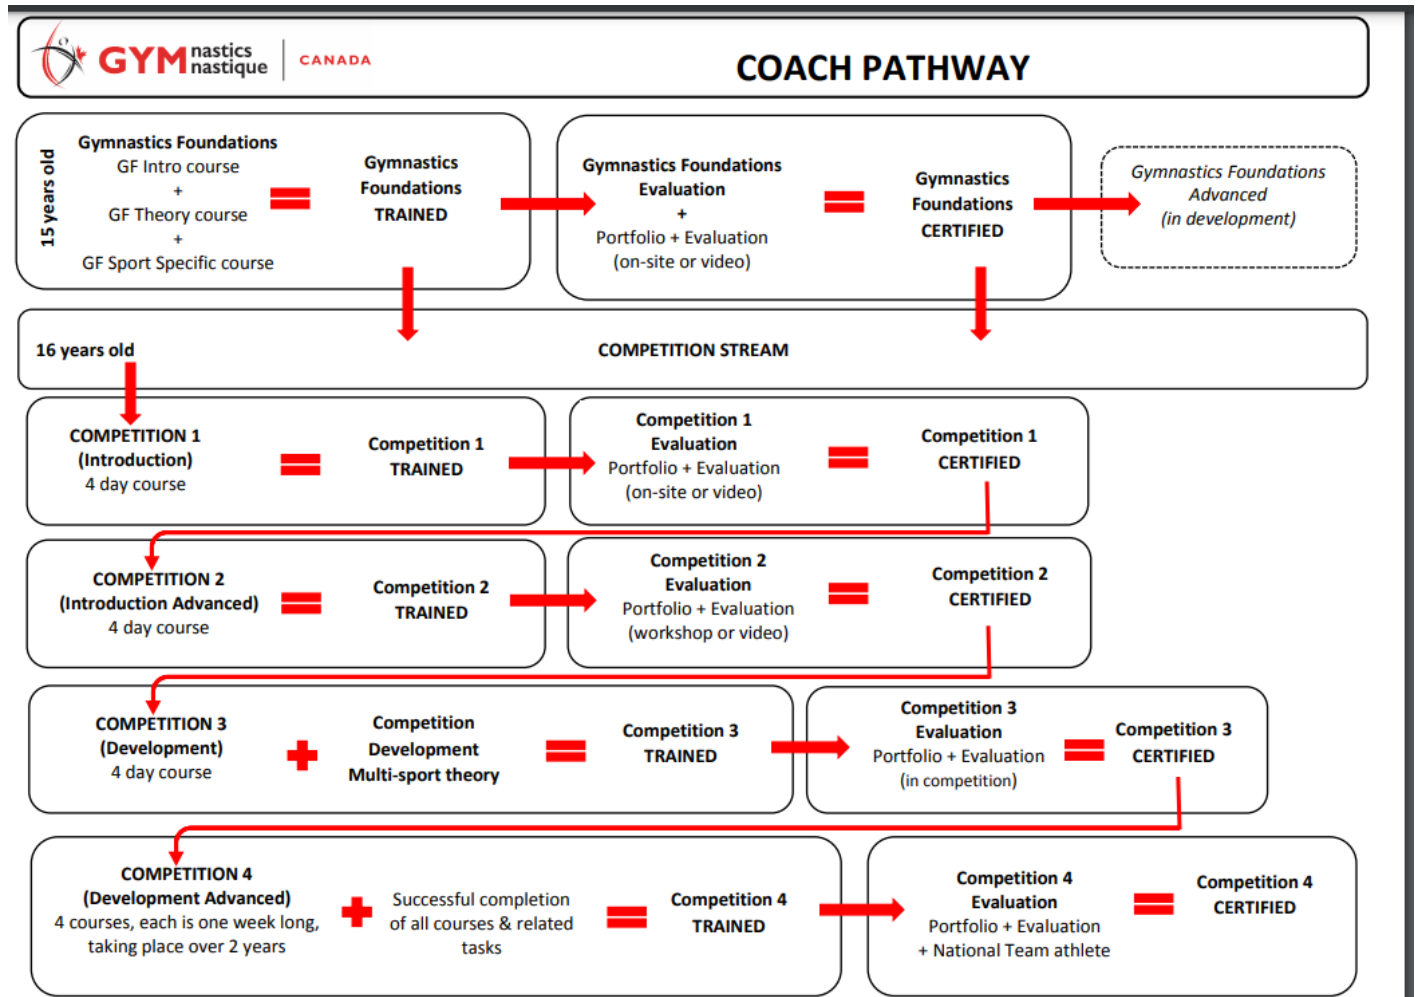 GYMnastics
nastique
CANADA
COACH PATHWAY
15 years old
Gymnastics Foundations
GF Intro course
+
GF Theory course
+
GF Sport Specific course
=
Gymnastics
Foundations
TRAINED
Gymnastics Foundations
Evaluation
+
Portfolio + Evaluation
(on-site or video)
=
Gymnastics
Foundations
CERTIFIED
Gymnastics Foundations
Advanced
(in development)
16 years old
COMPETITION STREAM
COMPETITION 1
(Introduction)
4 day course
=
Competition 1
TRAINED
Competition 1
Evaluation
Portfolio + Evaluation
(on-site or video)
=
Competition 1
CERTIFIED
COMPETITION 2
(Introduction Advanced)
4 day course
=
Competition 2
TRAINED
Competition 2
Evaluation
Portfolio + Evaluation
(workshop or video)
=
Competition 2
CERTIFIED
COMPETITION 3
(Development)
4 day course
+
Competition
Development
Multi-sport theory
=
Competition 3
TRAINED
Competition 3
Evaluation
Portfolio + Evaluation
(in competition)
=
Competition 3
CERTIFIED
COMPETITION 4
(Development Advanced)
4 courses, each is one week long,
taking place over 2 years
+
Successful completion
of all courses & related
tasks
=
Competition 4
TRAINED
Competition 4
Evaluation
Portfolio + Evaluation
+ National Team athlete
=
Competition 4
CERTIFIED